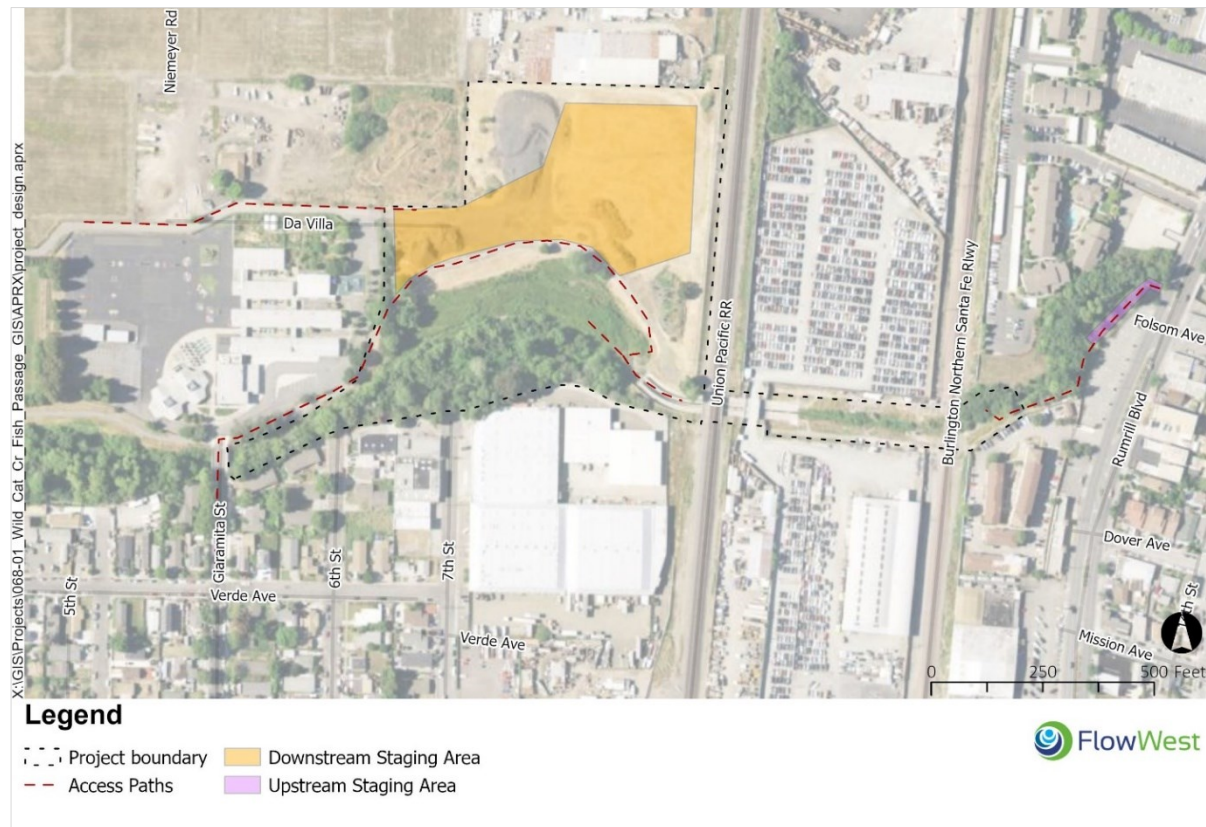 X:\GIS\Projects\068-01_Wild_Cat_Cr_Fish_Passage_GIS\APRX\project_design.aprx
Niemeyer Rd
Da Villa
Union Pacific RR
Burlington Northern Santa Fe Rlwy
Folsom Ave
Rumrill Blvd
Giaramita St
6th St
7th St
5th St
Verde Ave
Verde Ave
Dover Ave
Mission Ave
th St
0 250 500 Feet
Legend
Project boundary
Access Paths
Downstream Staging Area
Upstream Staging Area
FlowWest